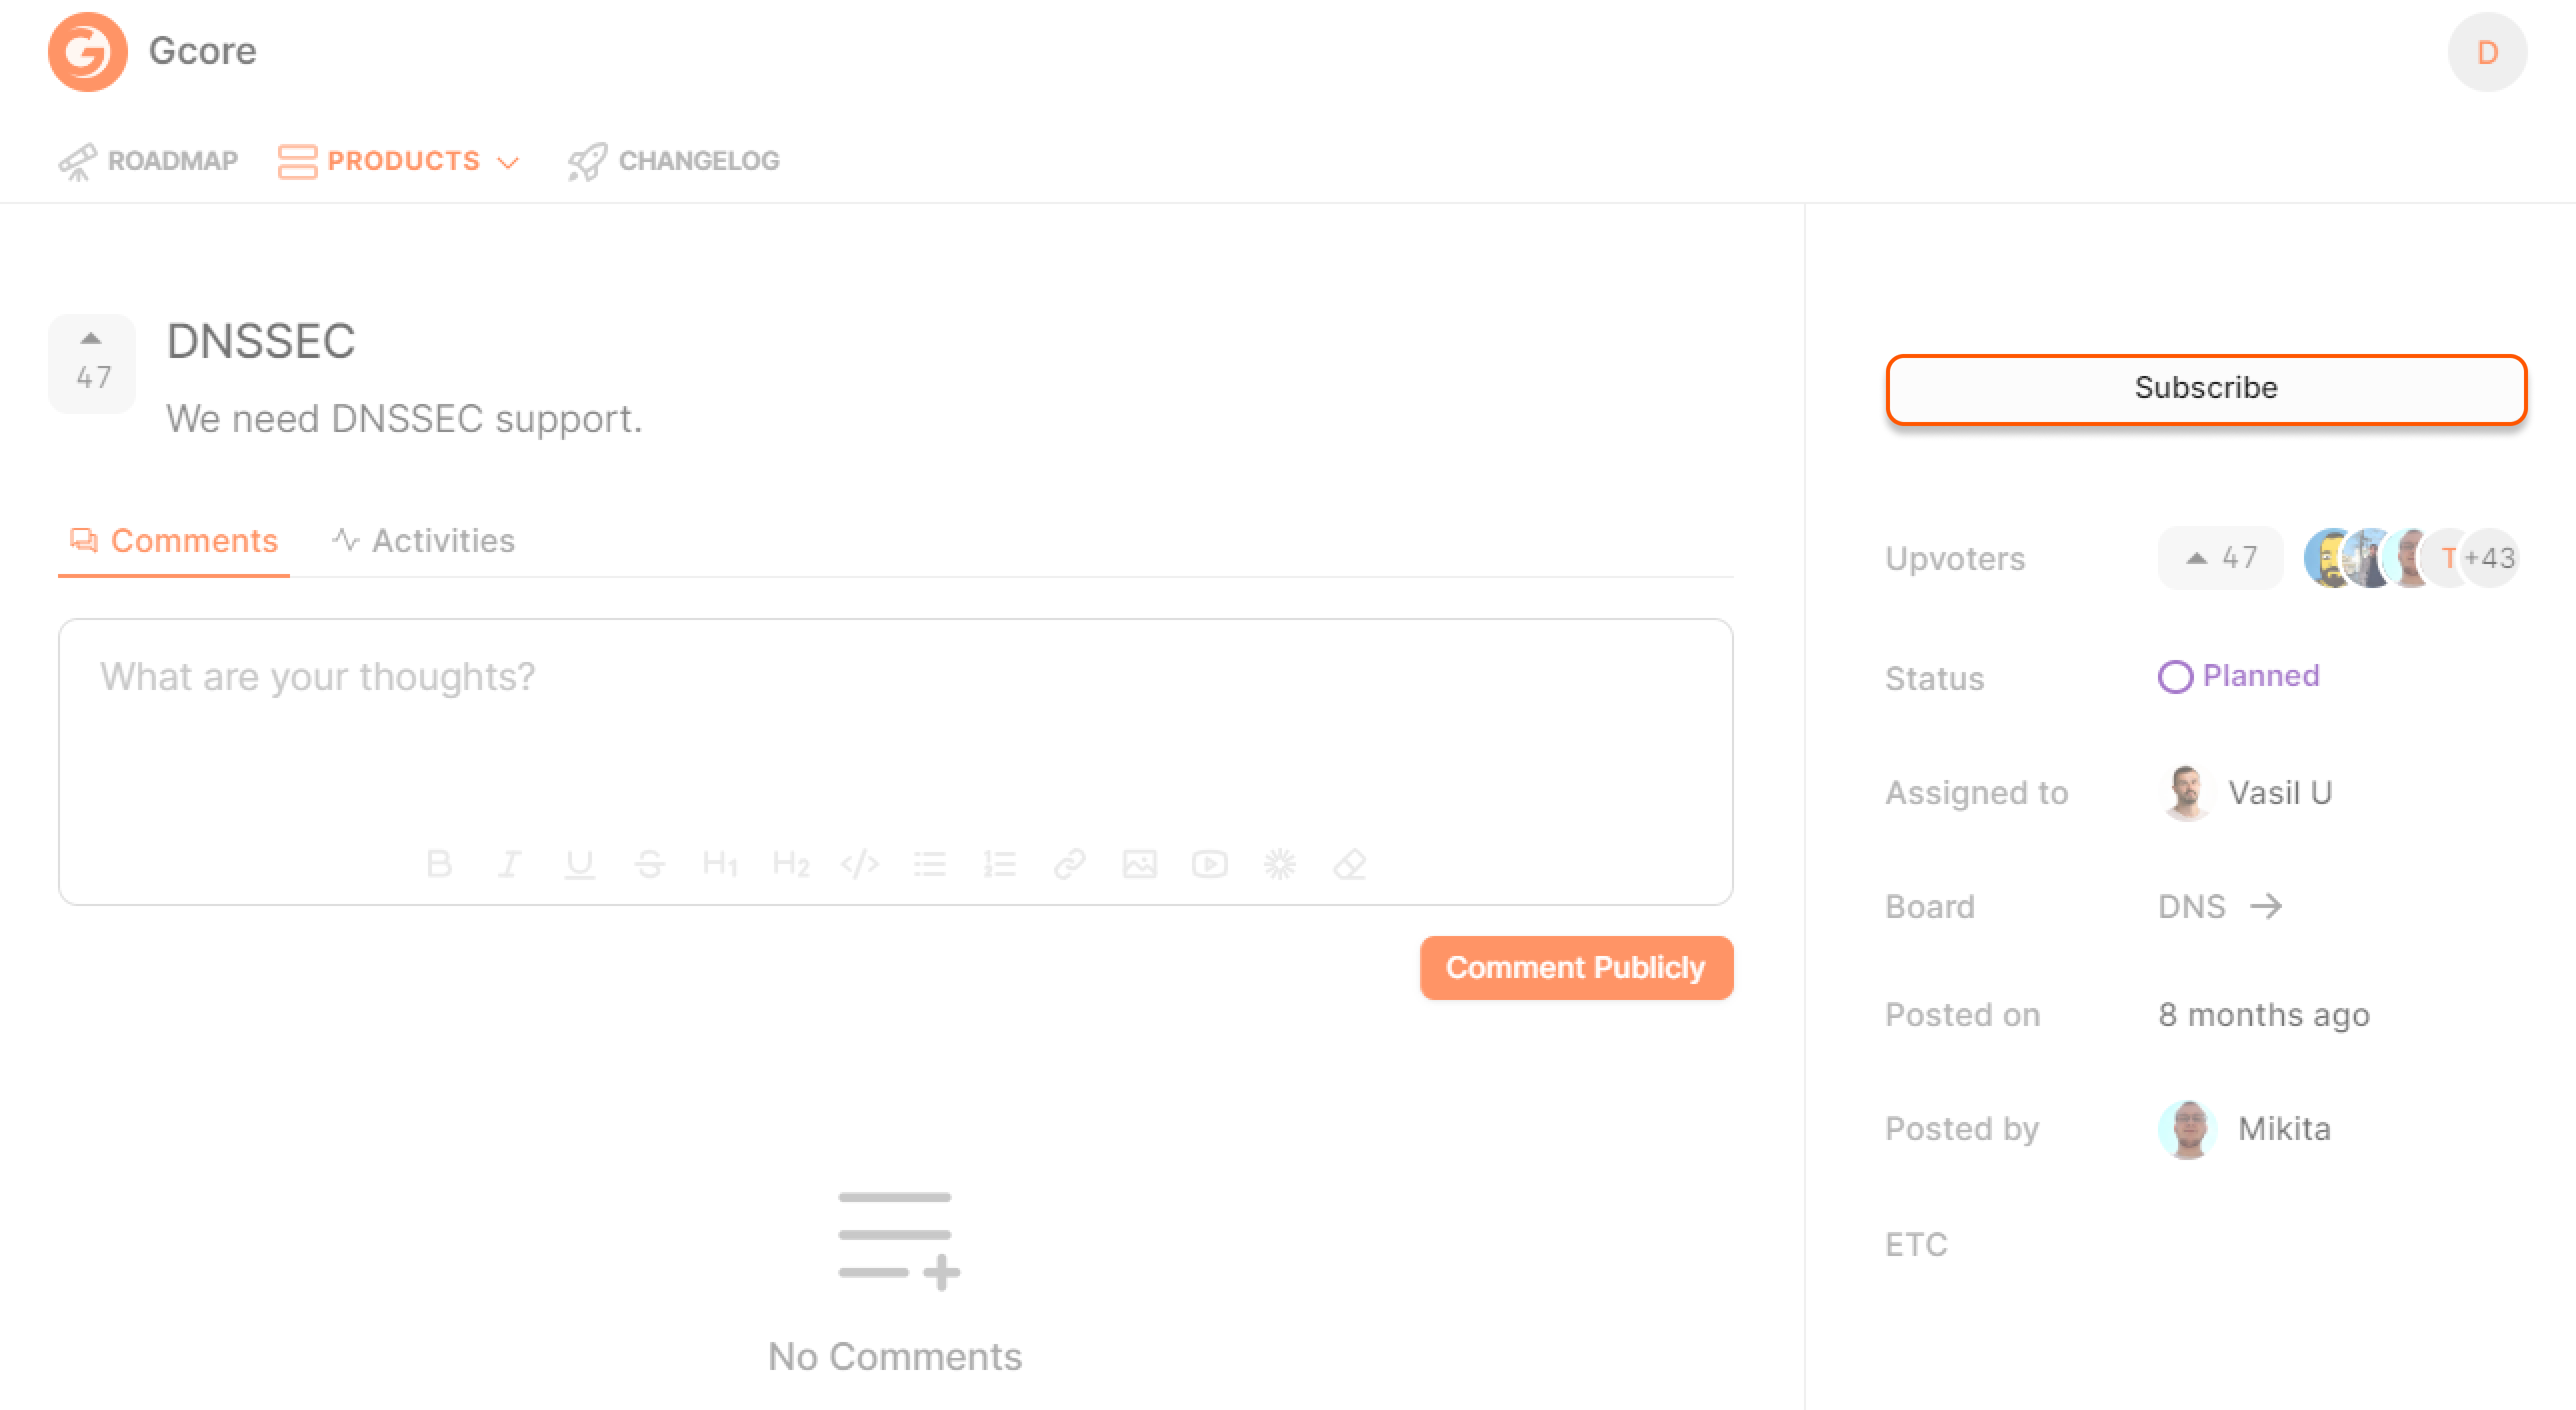 Gcore
D
ROADMAP
PRODUCTS
CHANGELOG
47
DNSSEC
We need DNSSEC support.
Comments
Activities
What are your thoughts?
B I U S H1 H2 </>
Comment Publicly
No Comments
Subscribe
Upvoters 47 T +43
Status Planned
Assigned to Vasil U
Board DNS →
Posted on 8 months ago
Posted by Mikita
ETC